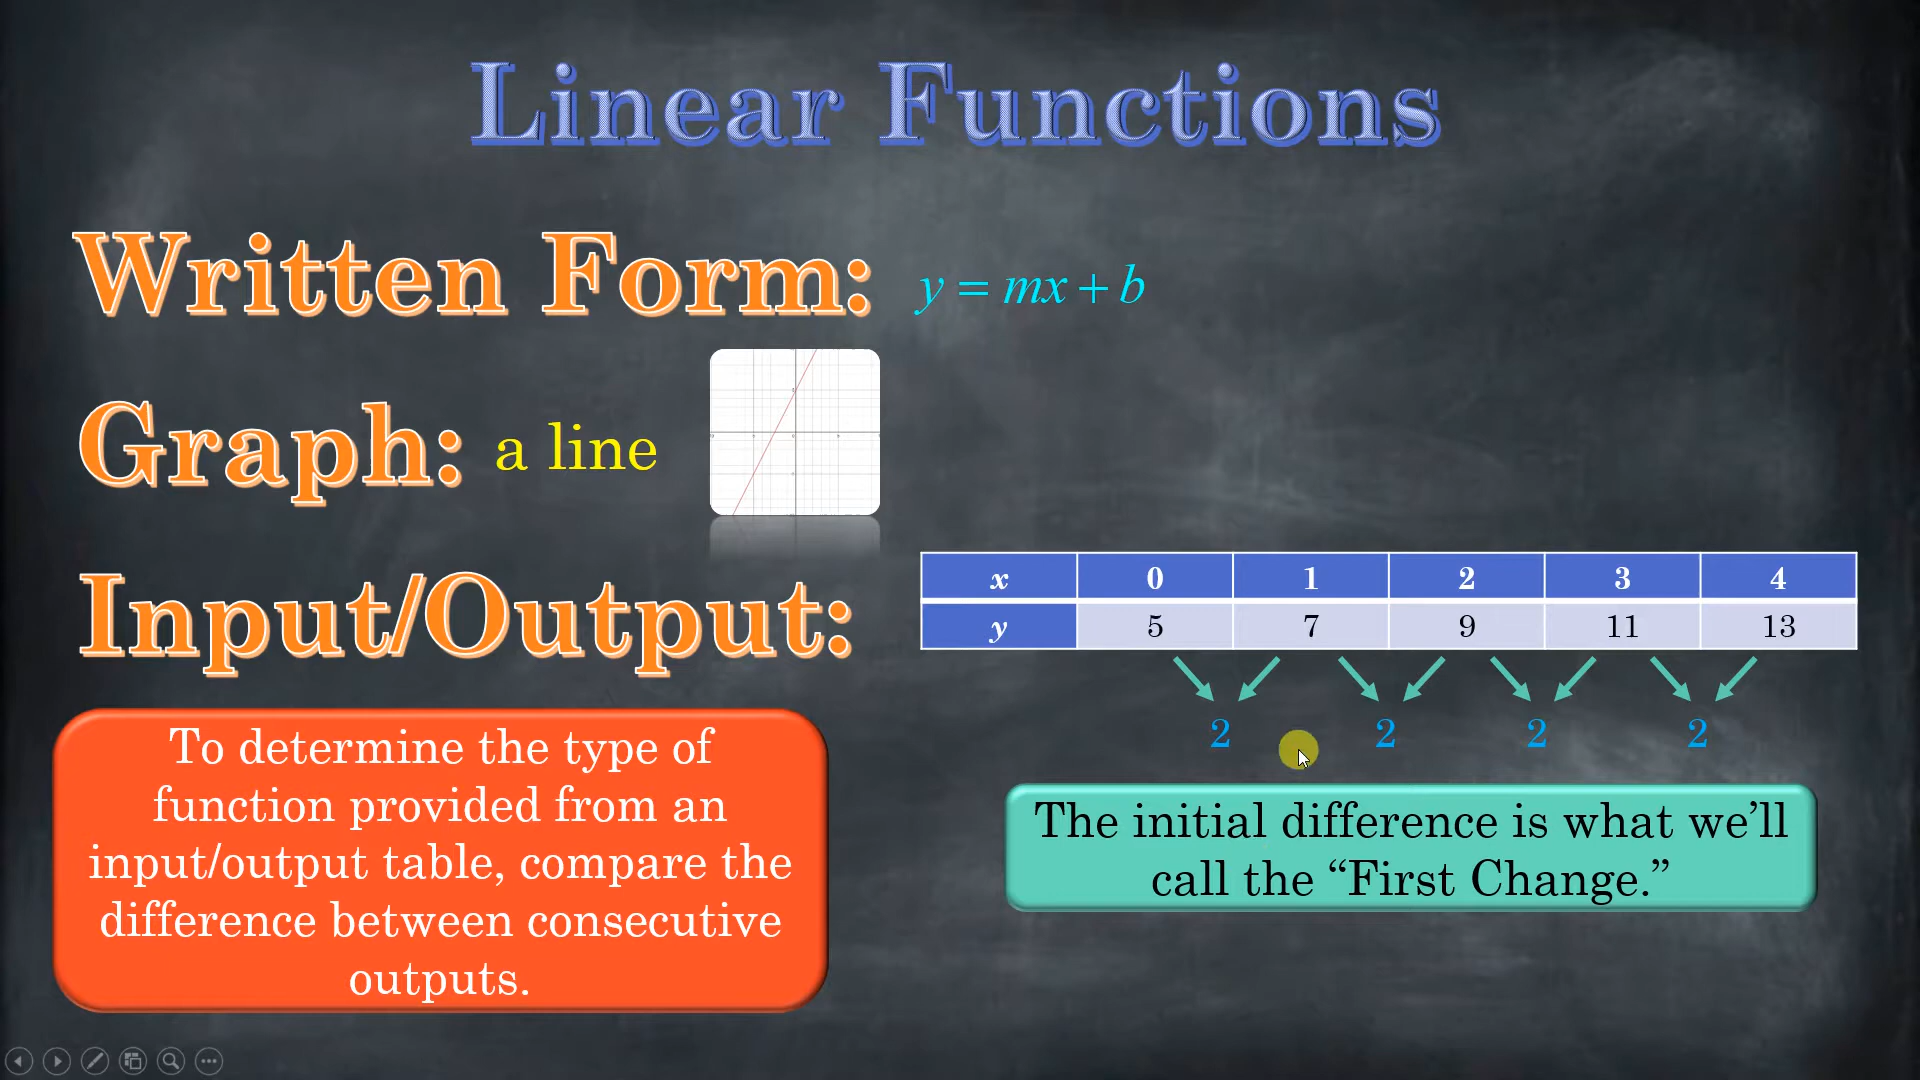 Linear Functions
Written Form: y = mx + b
Graph: a line
Input/Output:
x 0 1 2 3 4
y 5 7 9 11 13
2 2 2 2
To determine the type of
function provided from an
input/output table, compare the
difference between consecutive
outputs.
The initial difference is what we’ll
call the “First Change.”